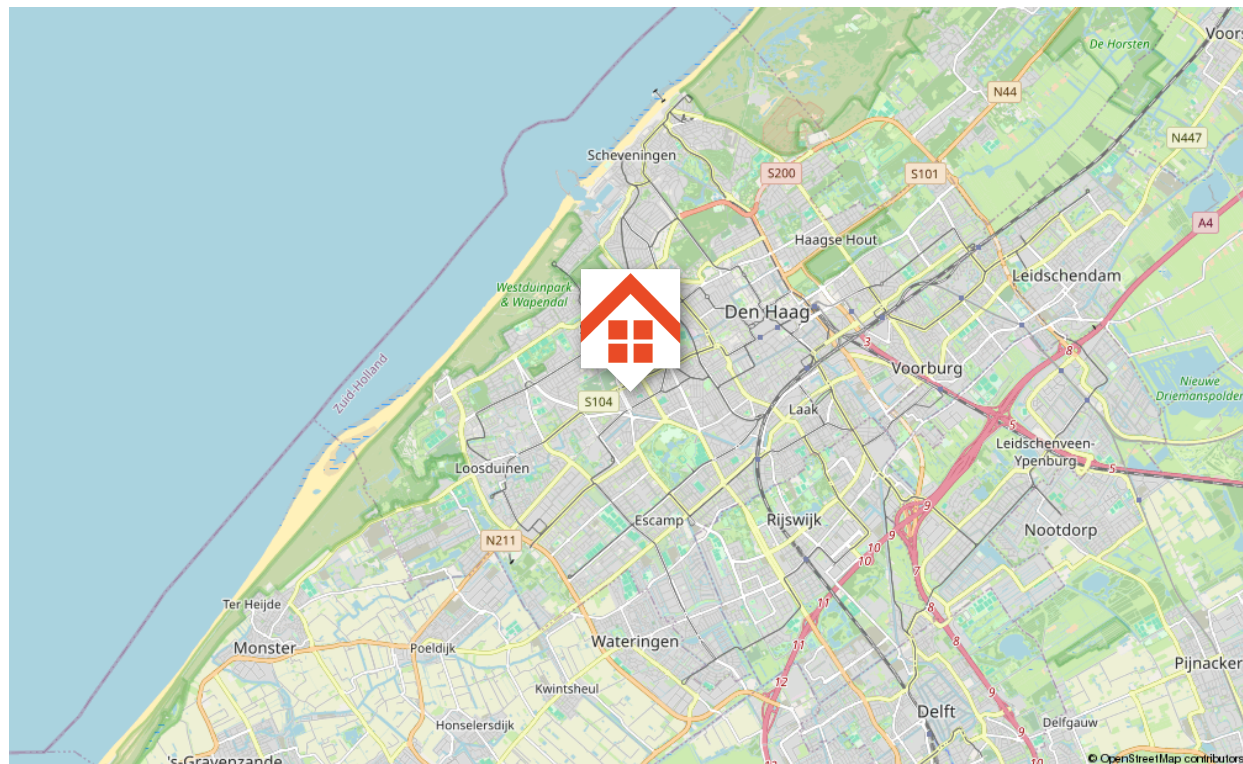 De Horsten
Voors
N44
N447
Scheveningen
S200
S101
A4
Haagse Hout
Leidschendam
Westduinpark
& Wapendal
Den Haag
3
8
Voorburg
Zuid-Holland
Nieuwe
Driemanspolder
S104
Laak
5
Leidschenveen-
Ypenburg
5
Loosduinen
9
Escamp
Rijswijk
9
Nootdorp
N211
10
10
7
Ter Heijde
11
8
Monster
Poeldijk
Wateringen
11
8
Pijnacker
12
Kwintsheul
9
Honselersdijk
Delft
Delfgauw
12
9
's-Gravenzande
10
© OpenStreetMap contributors